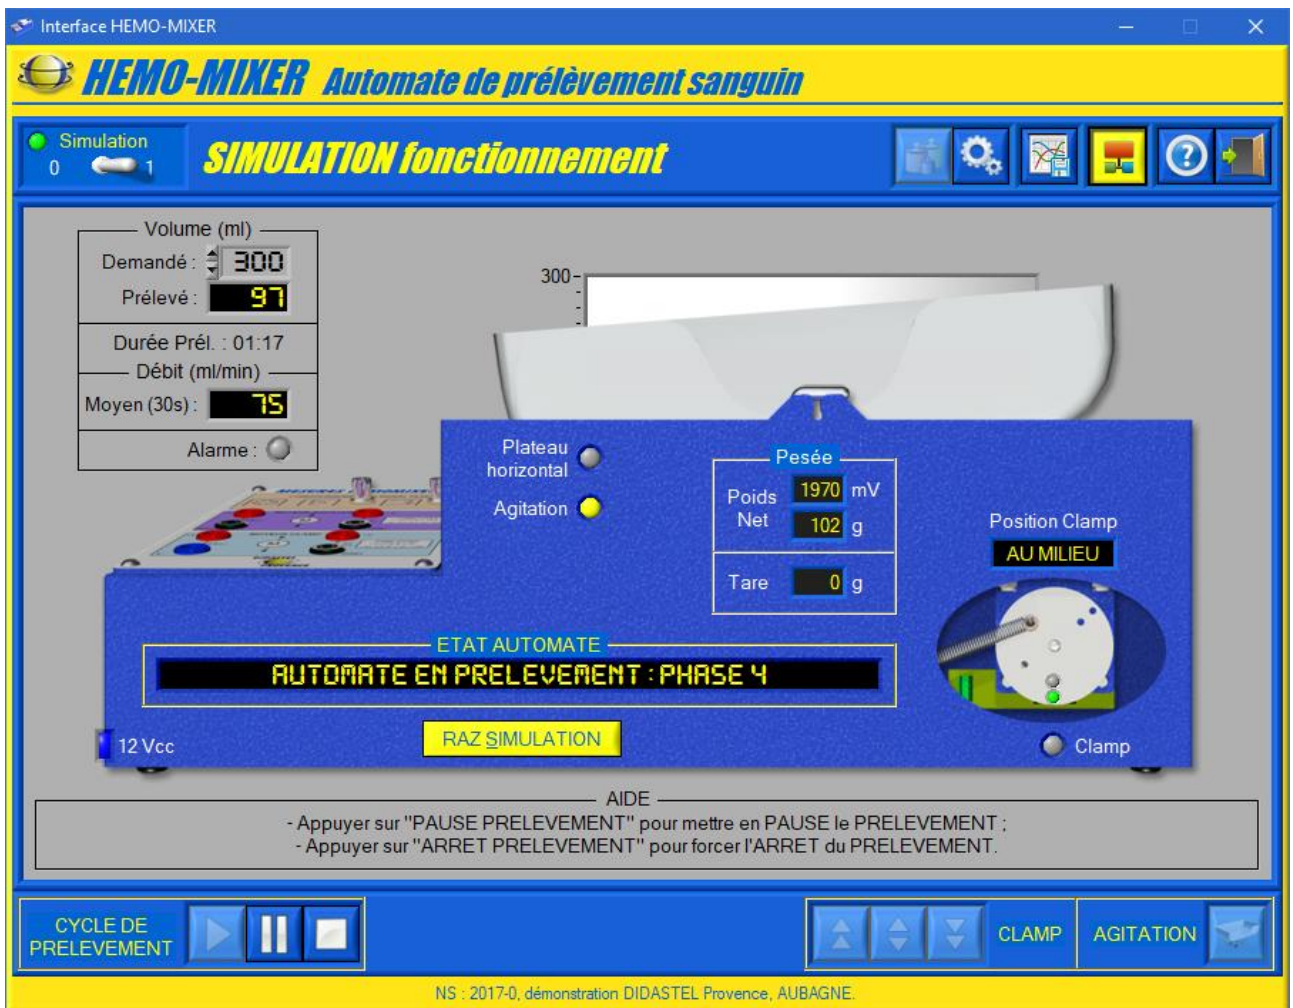 Interface HEMO-MIXER
HEMO-MIXER Automate de prélèvement sanguin
Simulation
0 1
SIMULATION fonctionnement
Volume (ml)
Demandé : 300
Prélevé : 97
Durée Prél. : 01:17
Débit (ml/min)
Moyen (30s) : 75
Alarme :
300
Plateau horizontal
Agitation
Pesée
Poids Net
1970 mV
102 g
Tare 0 g
Position Clamp
AU MILIEU
ETAT AUTOMATE
AUTOMATE EN PRELEVEMENT : PHASE 4
RAZ SIMULATION
12 Vcc
Clamp
AIDE
- Appuyer sur "PAUSE PRELEVEMENT" pour mettre en PAUSE le PRELEVEMENT ;
- Appuyer sur "ARRET PRELEVEMENT" pour forcer l'ARRET du PRELEVEMENT.
CYCLE DE
PRELEVEMENT
CLAMP
AGITATION
NS : 2017-0, démonstration DIDASTEL Provence, AUBAGNE.